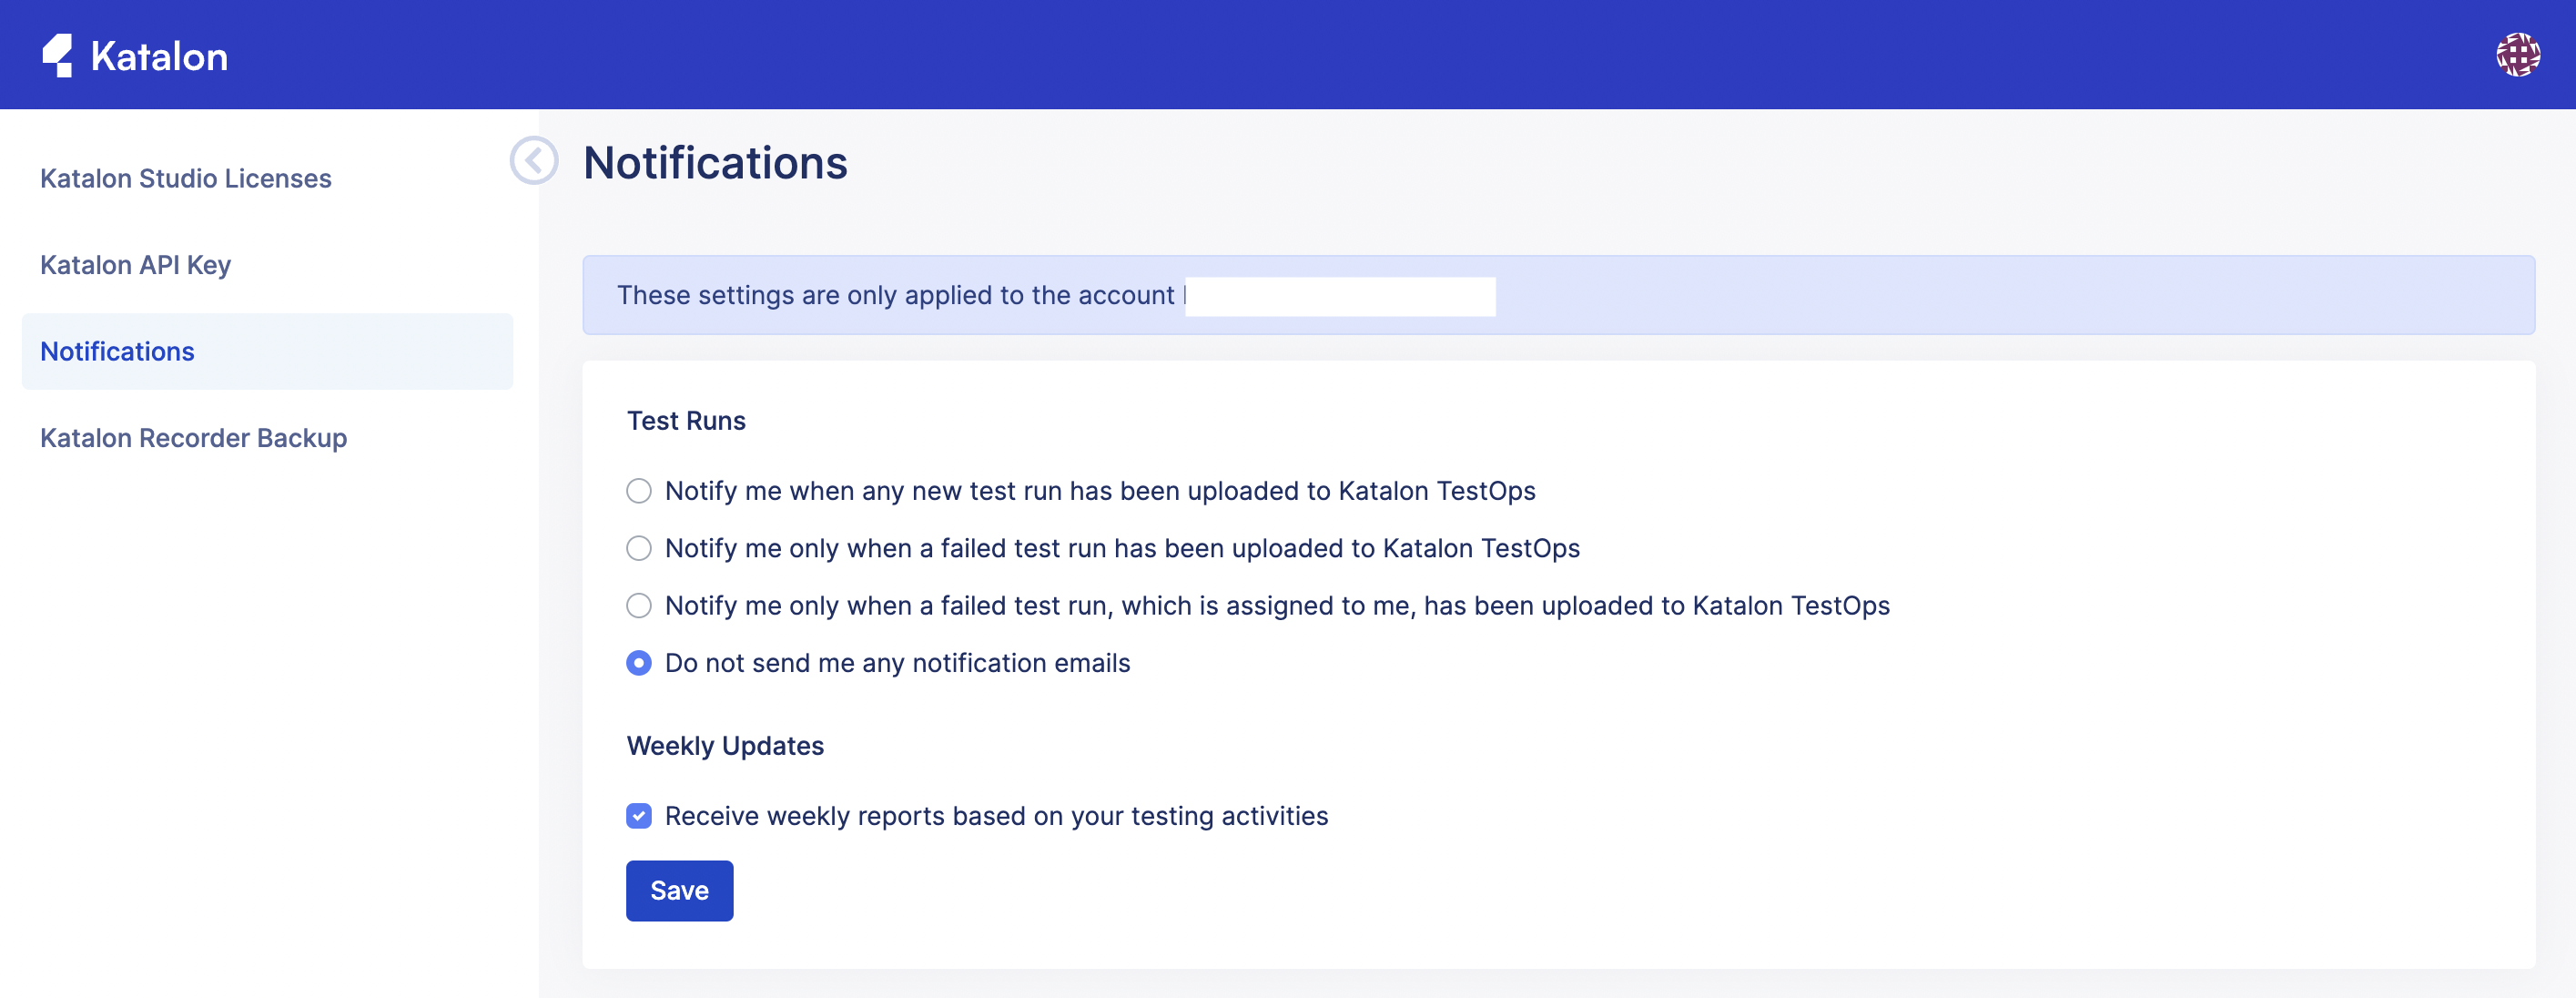 Katalon
Katalon Studio Licenses
Katalon API Key
Notifications
Katalon Recorder Backup
Notifications
These settings are only applied to the account
Test Runs
Notify me when any new test run has been uploaded to Katalon TestOps
Notify me only when a failed test run has been uploaded to Katalon TestOps
Notify me only when a failed test run, which is assigned to me, has been uploaded to Katalon TestOps
Do not send me any notification emails
Weekly Updates
Receive weekly reports based on your testing activities
Save